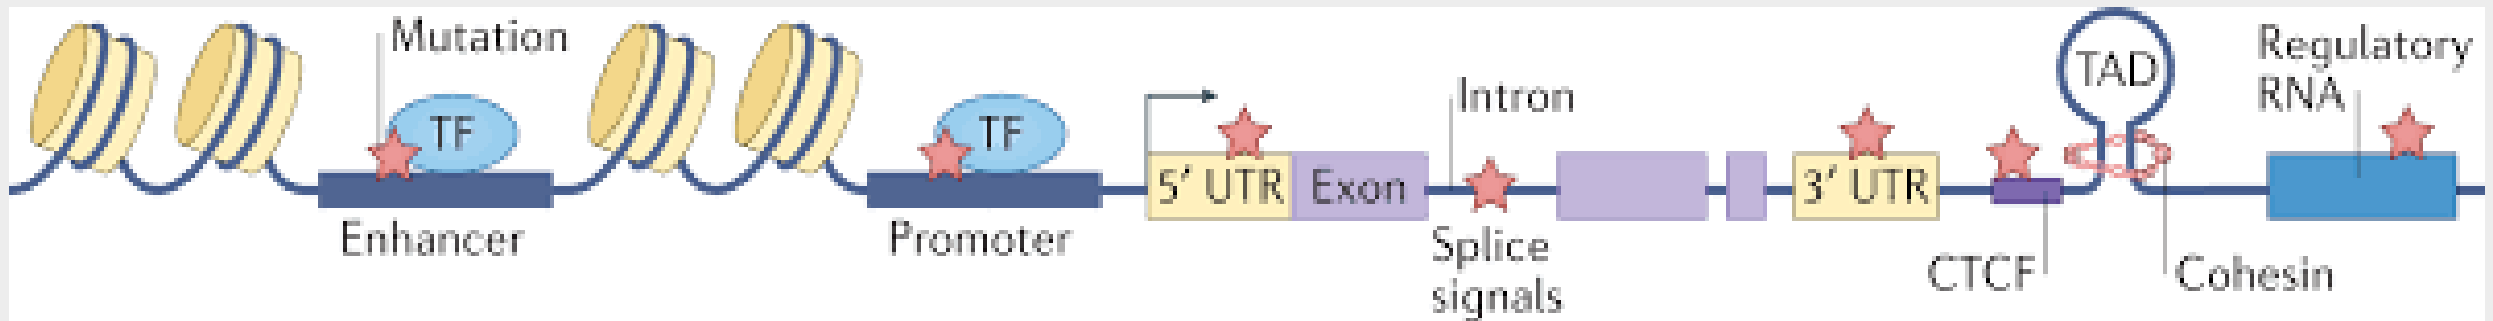 Mutation
TF
Enhancer
TF
Promoter
5′ UTR
Exon
Intron
Splice
signals
3′ UTR
CTCF
TAD
Cohesin
Regulatory
RNA